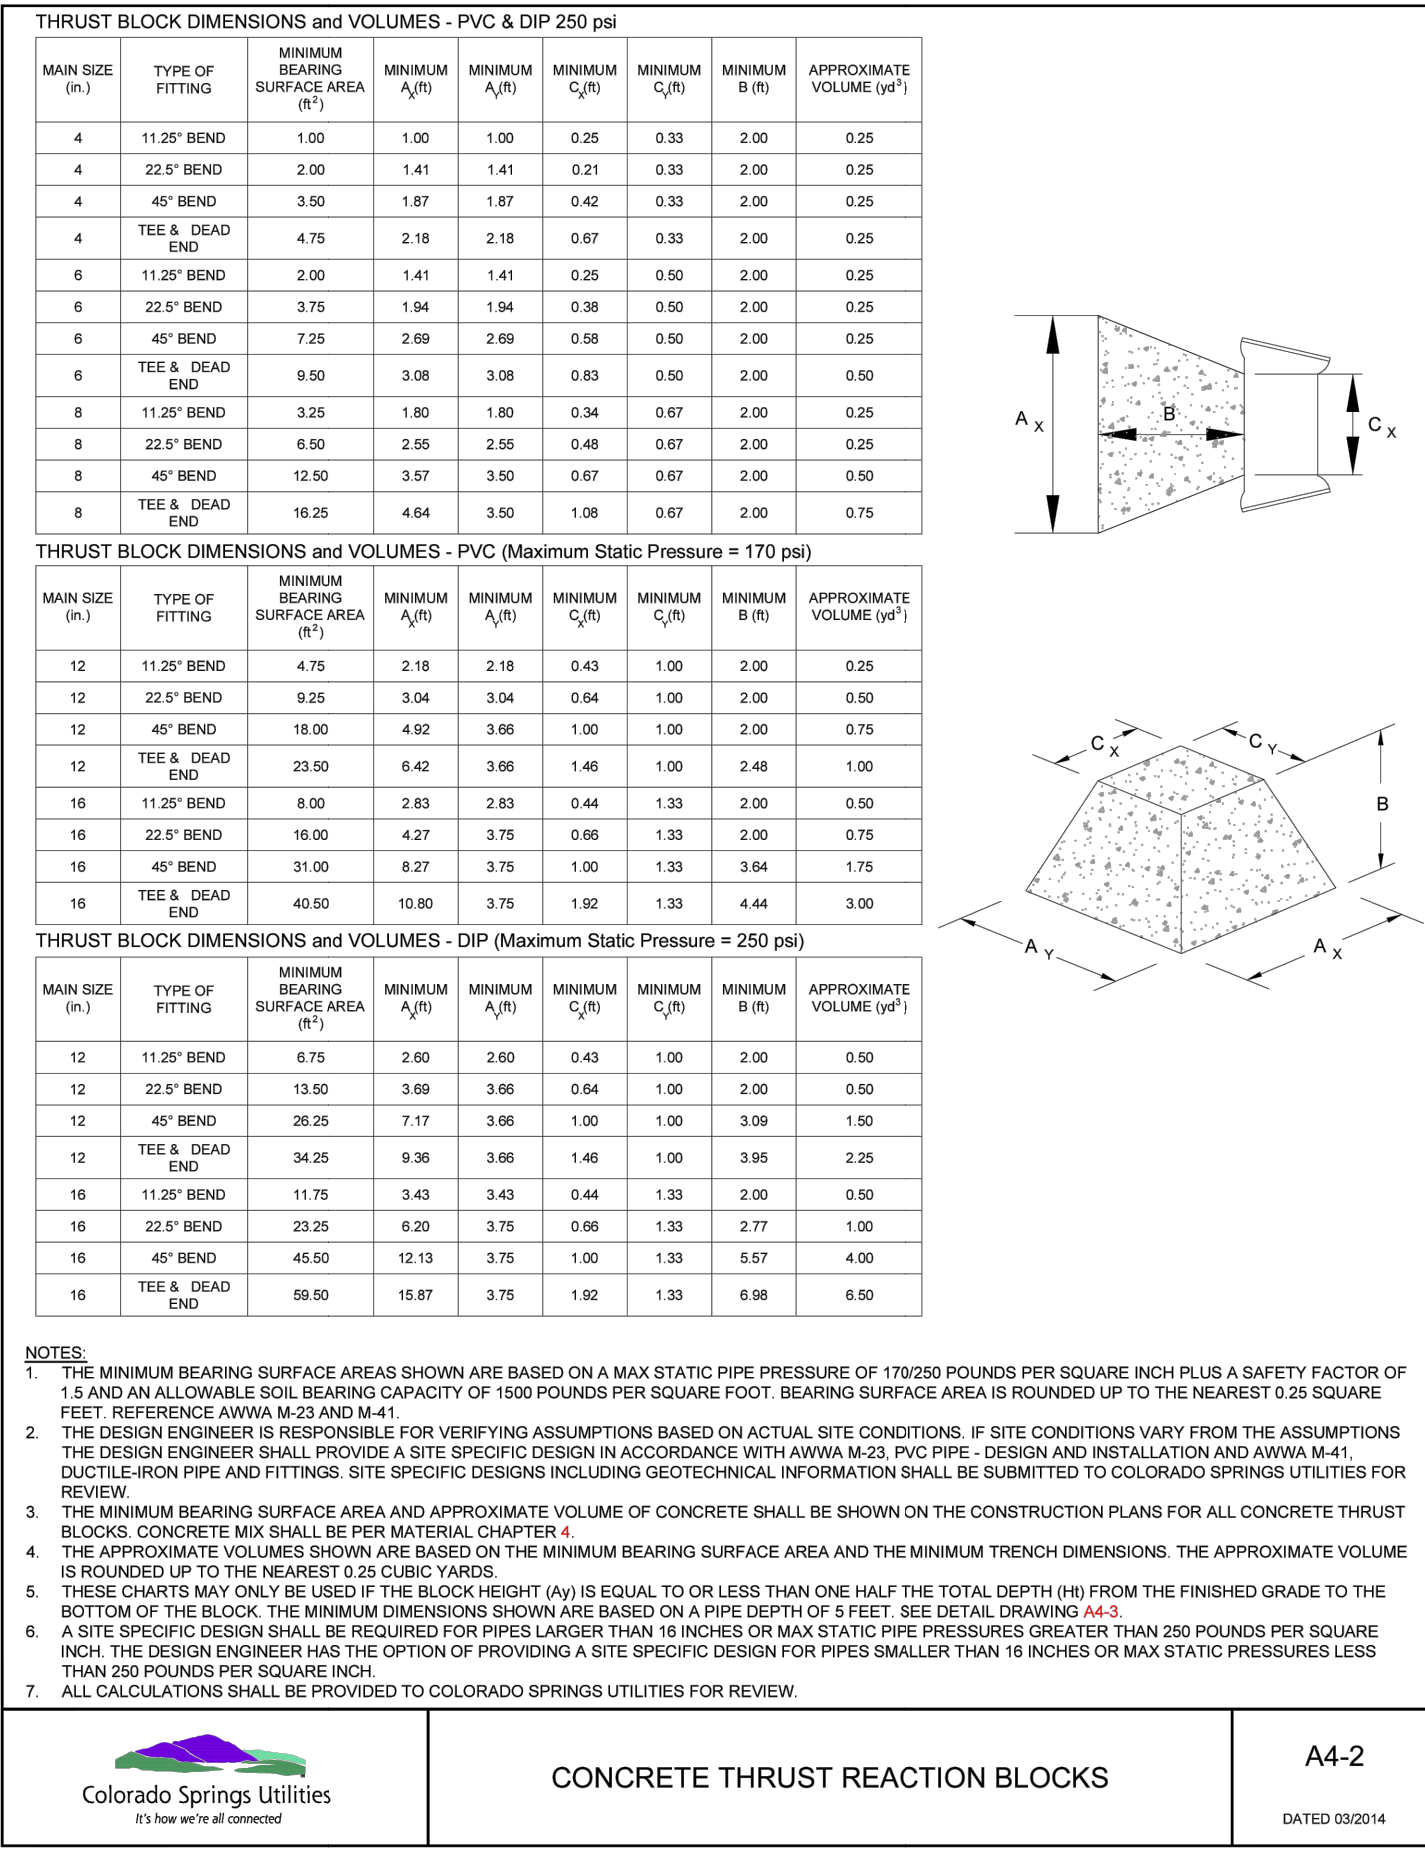 THRUST BLOCK DIMENSIONS and VOLUMES - PVC & DIP 250 psi
MAIN SIZE (in.) TYPE OF FITTING MINIMUM BEARING SURFACE AREA (ft²) MINIMUM AX(ft) MINIMUM AY(ft) MINIMUM CX(ft) MINIMUM CY(ft) MINIMUM B (ft) APPROXIMATE VOLUME (yd³)
4 11.25° BEND 1.00 1.00 1.00 0.25 0.33 2.00 0.25
4 22.5° BEND 2.00 1.41 1.41 0.21 0.33 2.00 0.25
4 45° BEND 3.50 1.87 1.87 0.42 0.33 2.00 0.25
4 TEE & DEAD END 4.75 2.18 2.18 0.67 0.33 2.00 0.25
6 11.25° BEND 2.00 1.41 1.41 0.25 0.50 2.00 0.25
6 22.5° BEND 3.75 1.94 1.94 0.38 0.50 2.00 0.25
6 45° BEND 7.25 2.69 2.69 0.58 0.50 2.00 0.25
6 TEE & DEAD END 9.50 3.08 3.08 0.83 0.50 2.00 0.50
8 11.25° BEND 3.25 1.80 1.80 0.34 0.67 2.00 0.25
8 22.5° BEND 6.50 2.55 2.55 0.48 0.67 2.00 0.25
8 45° BEND 12.50 3.57 3.50 0.67 0.67 2.00 0.50
8 TEE & DEAD END 16.25 4.64 3.50 1.08 0.67 2.00 0.75
THRUST BLOCK DIMENSIONS and VOLUMES - PVC (Maximum Static Pressure = 170 psi)
MAIN SIZE (in.) TYPE OF FITTING MINIMUM BEARING SURFACE AREA (ft²) MINIMUM AX(ft) MINIMUM AY(ft) MINIMUM CX(ft) MINIMUM CY(ft) MINIMUM B (ft) APPROXIMATE VOLUME (yd³)
12 11.25° BEND 4.75 2.18 2.18 0.43 1.00 2.00 0.25
12 22.5° BEND 9.25 3.04 3.04 0.64 1.00 2.00 0.50
12 45° BEND 18.00 4.92 3.66 1.00 1.00 2.00 0.75
12 TEE & DEAD END 23.50 6.42 3.66 1.46 1.00 2.48 1.00
16 11.25° BEND 8.00 2.83 2.83 0.44 1.33 2.00 0.50
16 22.5° BEND 16.00 4.27 3.75 0.66 1.33 2.00 0.75
16 45° BEND 31.00 8.27 3.75 1.00 1.33 3.64 1.75
16 TEE & DEAD END 40.50 10.80 3.75 1.92 1.33 4.44 3.00
THRUST BLOCK DIMENSIONS and VOLUMES - DIP (Maximum Static Pressure = 250 psi)
MAIN SIZE (in.) TYPE OF FITTING MINIMUM BEARING SURFACE AREA (ft²) MINIMUM AX(ft) MINIMUM AY(ft) MINIMUM CX(ft) MINIMUM CY(ft) MINIMUM B (ft) APPROXIMATE VOLUME (yd³)
12 11.25° BEND 6.75 2.60 2.60 0.43 1.00 2.00 0.50
12 22.5° BEND 13.50 3.69 3.66 0.64 1.00 2.00 0.50
12 45° BEND 26.25 7.17 3.66 1.00 1.00 3.09 1.50
12 TEE & DEAD END 34.25 9.36 3.66 1.46 1.00 3.95 2.25
16 11.25° BEND 11.75 3.43 3.43 0.44 1.33 2.00 0.50
16 22.5° BEND 23.25 6.20 3.75 0.66 1.33 2.77 1.00
16 45° BEND 45.50 12.13 3.75 1.00 1.33 5.57 4.00
16 TEE & DEAD END 59.50 15.87 3.75 1.92 1.33 6.98 6.50
A X
B
C X
C X
C Y
B
A Y
A X
NOTES:
1. THE MINIMUM BEARING SURFACE AREAS SHOWN ARE BASED ON A MAX STATIC PIPE PRESSURE OF 170/250 POUNDS PER SQUARE INCH PLUS A SAFETY FACTOR OF
1.5 AND AN ALLOWABLE SOIL BEARING CAPACITY OF 1500 POUNDS PER SQUARE FOOT. BEARING SURFACE AREA IS ROUNDED UP TO THE NEAREST 0.25 SQUARE
FEET. REFERENCE AWWA M-23 AND M-41.
2. THE DESIGN ENGINEER IS RESPONSIBLE FOR VERIFYING ASSUMPTIONS BASED ON ACTUAL SITE CONDITIONS. IF SITE CONDITIONS VARY FROM THE ASSUMPTIONS
THE DESIGN ENGINEER SHALL PROVIDE A SITE SPECIFIC DESIGN IN ACCORDANCE WITH AWWA M-23, PVC PIPE - DESIGN AND INSTALLATION AND AWWA M-41,
DUCTILE-IRON PIPE AND FITTINGS. SITE SPECIFIC DESIGNS INCLUDING GEOTECHNICAL INFORMATION SHALL BE SUBMITTED TO COLORADO SPRINGS UTILITIES FOR
REVIEW.
3. THE MINIMUM BEARING SURFACE AREA AND APPROXIMATE VOLUME OF CONCRETE SHALL BE SHOWN ON THE CONSTRUCTION PLANS FOR ALL CONCRETE THRUST
BLOCKS. CONCRETE MIX SHALL BE PER MATERIAL CHAPTER 4.
4. THE APPROXIMATE VOLUMES SHOWN ARE BASED ON THE MINIMUM BEARING SURFACE AREA AND THE MINIMUM TRENCH DIMENSIONS. THE APPROXIMATE VOLUME
IS ROUNDED UP TO THE NEAREST 0.25 CUBIC YARDS.
5. THESE CHARTS MAY ONLY BE USED IF THE BLOCK HEIGHT (Ay) IS EQUAL TO OR LESS THAN ONE HALF THE TOTAL DEPTH (Ht) FROM THE FINISHED GRADE TO THE
BOTTOM OF THE BLOCK. THE MINIMUM DIMENSIONS SHOWN ARE BASED ON A PIPE DEPTH OF 5 FEET. SEE DETAIL DRAWING A4-3.
6. A SITE SPECIFIC DESIGN SHALL BE REQUIRED FOR PIPES LARGER THAN 16 INCHES OR MAX STATIC PIPE PRESSURES GREATER THAN 250 POUNDS PER SQUARE
INCH. THE DESIGN ENGINEER HAS THE OPTION OF PROVIDING A SITE SPECIFIC DESIGN FOR PIPES SMALLER THAN 16 INCHES OR MAX STATIC PRESSURES LESS
THAN 250 POUNDS PER SQUARE INCH.
7. ALL CALCULATIONS SHALL BE PROVIDED TO COLORADO SPRINGS UTILITIES FOR REVIEW.
Colorado Springs Utilities
It's how we're all connected
CONCRETE THRUST REACTION BLOCKS
A4-2
DATED 03/2014